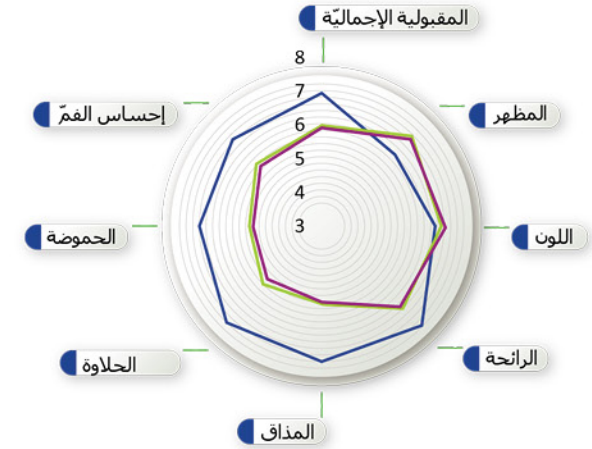 المقبولية الإجماليّة
8
7
6
5
4
3
المظهر
اللون
الرائحة
المذاق
الحلاوة
الحموضة
إحساس الفمّ